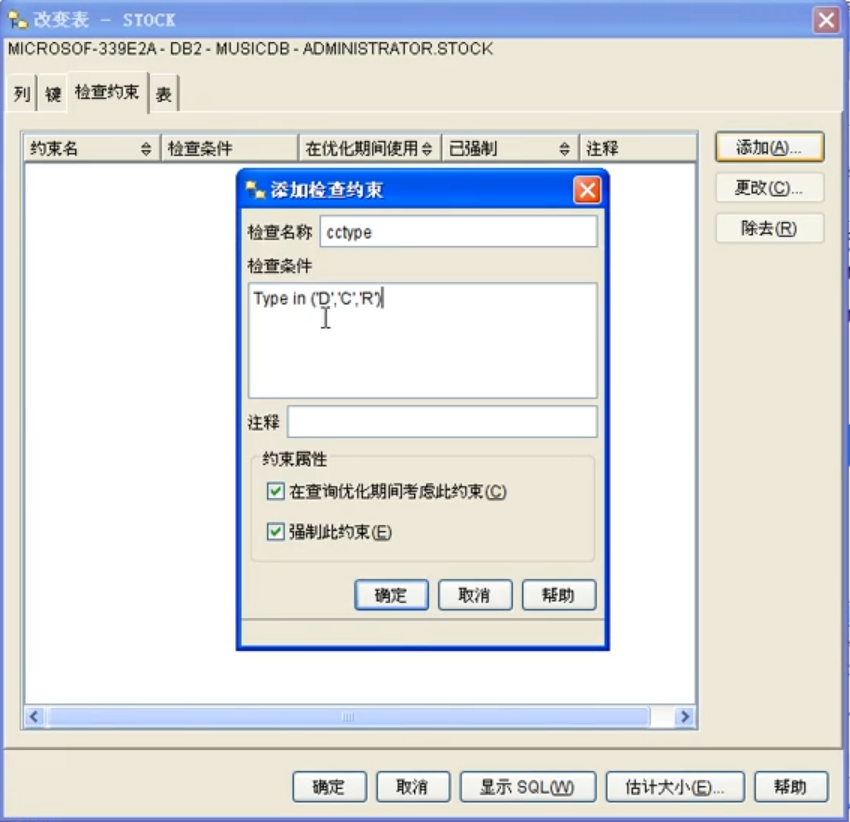 改变表 - STOCK
MICROSOF-339E2A - DB2 - MUSICDB - ADMINISTRATOR.STOCK
列 键 检查约束 表
约束名 检查条件 在优化期间使用 已强制 注释
添加(A)...
更改(C)...
除去(R)
添加检查约束
检查名称 cctype
检查条件
Type in ('D','C','R')
注释
约束属性
在查询优化期间考虑此约束(C)
强制此约束(E)
确定 取消 帮助
确定 取消 显示 SQL(W) 估计大小(E)... 帮助